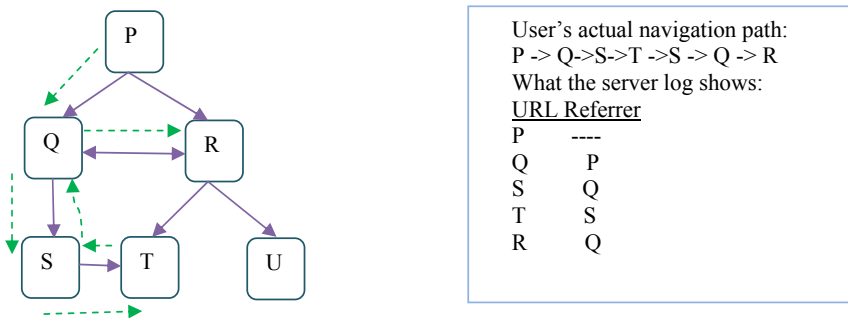 P
Q
R
S
T
U
User's actual navigation path:
P -> Q->S->T ->S -> Q -> R
What the server log shows:
URL Referrer
P ----
Q P
S Q
T S
R Q